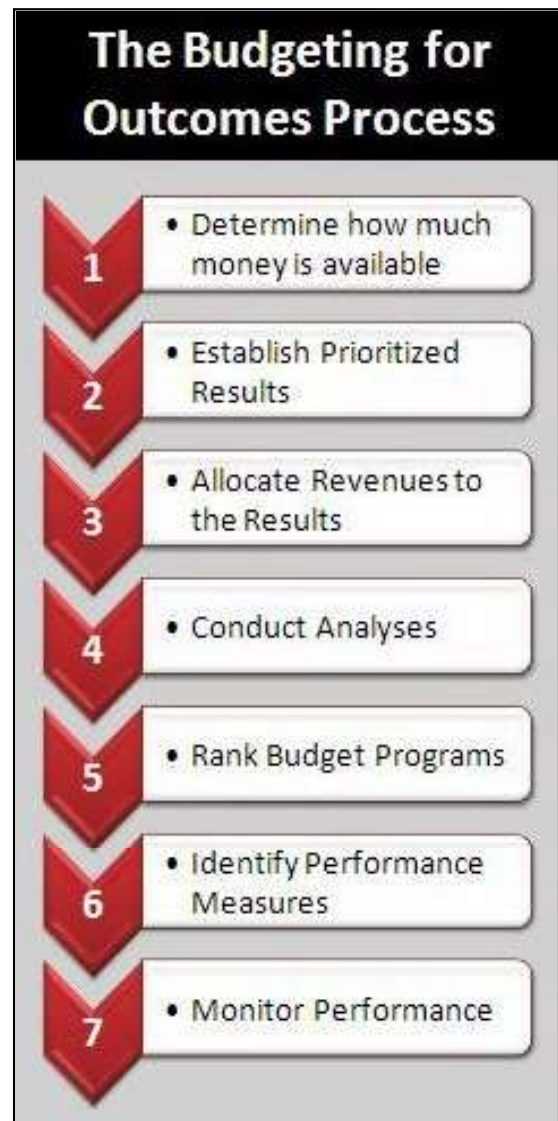 The Budgeting for
Outcomes Process
1
• Determine how much
money is available
2
• Establish Prioritized
Results
3
• Allocate Revenues to
the Results
4
• Conduct Analyses
5
• Rank Budget Programs
6
• Identify Performance
Measures
7
• Monitor Performance